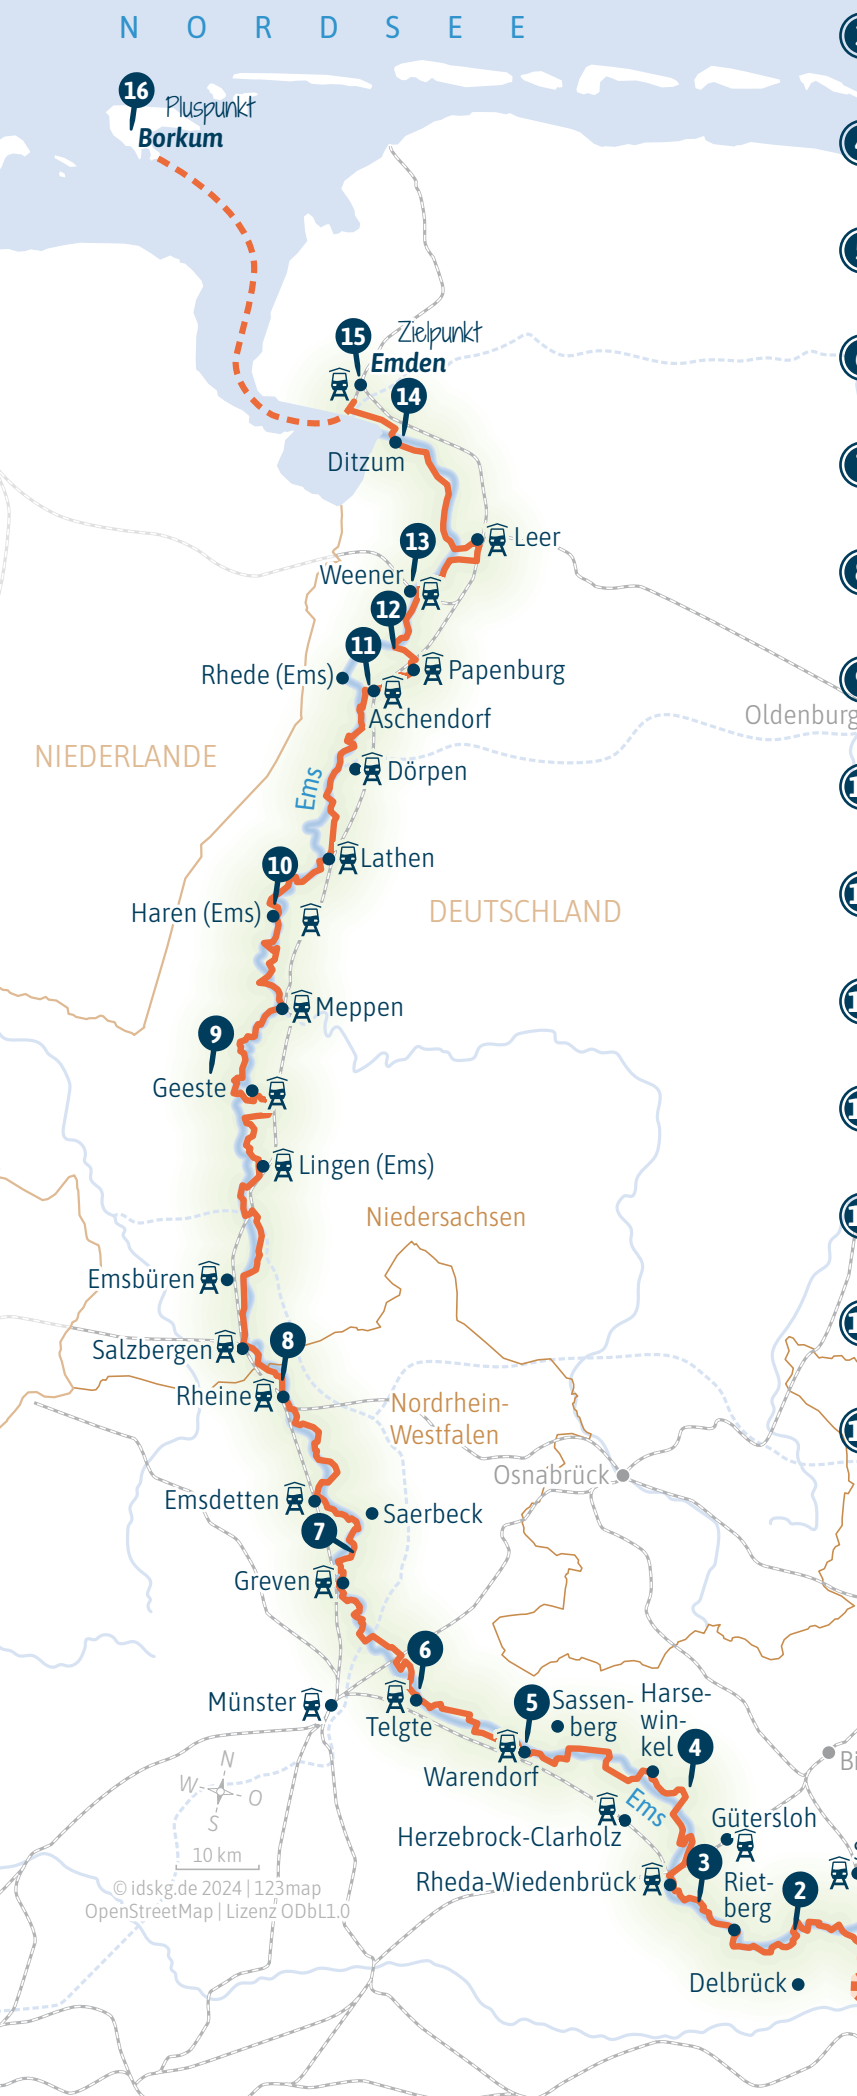 NORDSEE
16
Pluspunkt
Borkum
15
Zielpunkt
Emden
14
Ditzum
13
Leer
Weener
12
11
Rhede (Ems)
Papenburg
Aschendorf
Oldenburg
NIEDERLANDE
Dörpen
Ems
10
Lathen
Haren (Ems)
DEUTSCHLAND
Meppen
9
Geeste
Lingen (Ems)
Niedersachsen
Emsbüren
8
Salzbergen
Rheine
Nordrhein-
Westfalen
Osnabrück
Emsdetten
Saerbeck
7
Greven
6
Münster
Telgte
5
Sassen-
berg
Harse-
win-
kel
4
Warendorf
Ems
N
W
O
S
10 km
Herzebrock-Clarholz
Gütersloh
Bi
3
Rheda-Wiedenbrück
Riet-
berg
2
© idskg.de 2024 | 123map
OpenStreetMap | Lizenz ODbL1.0
Delbrück